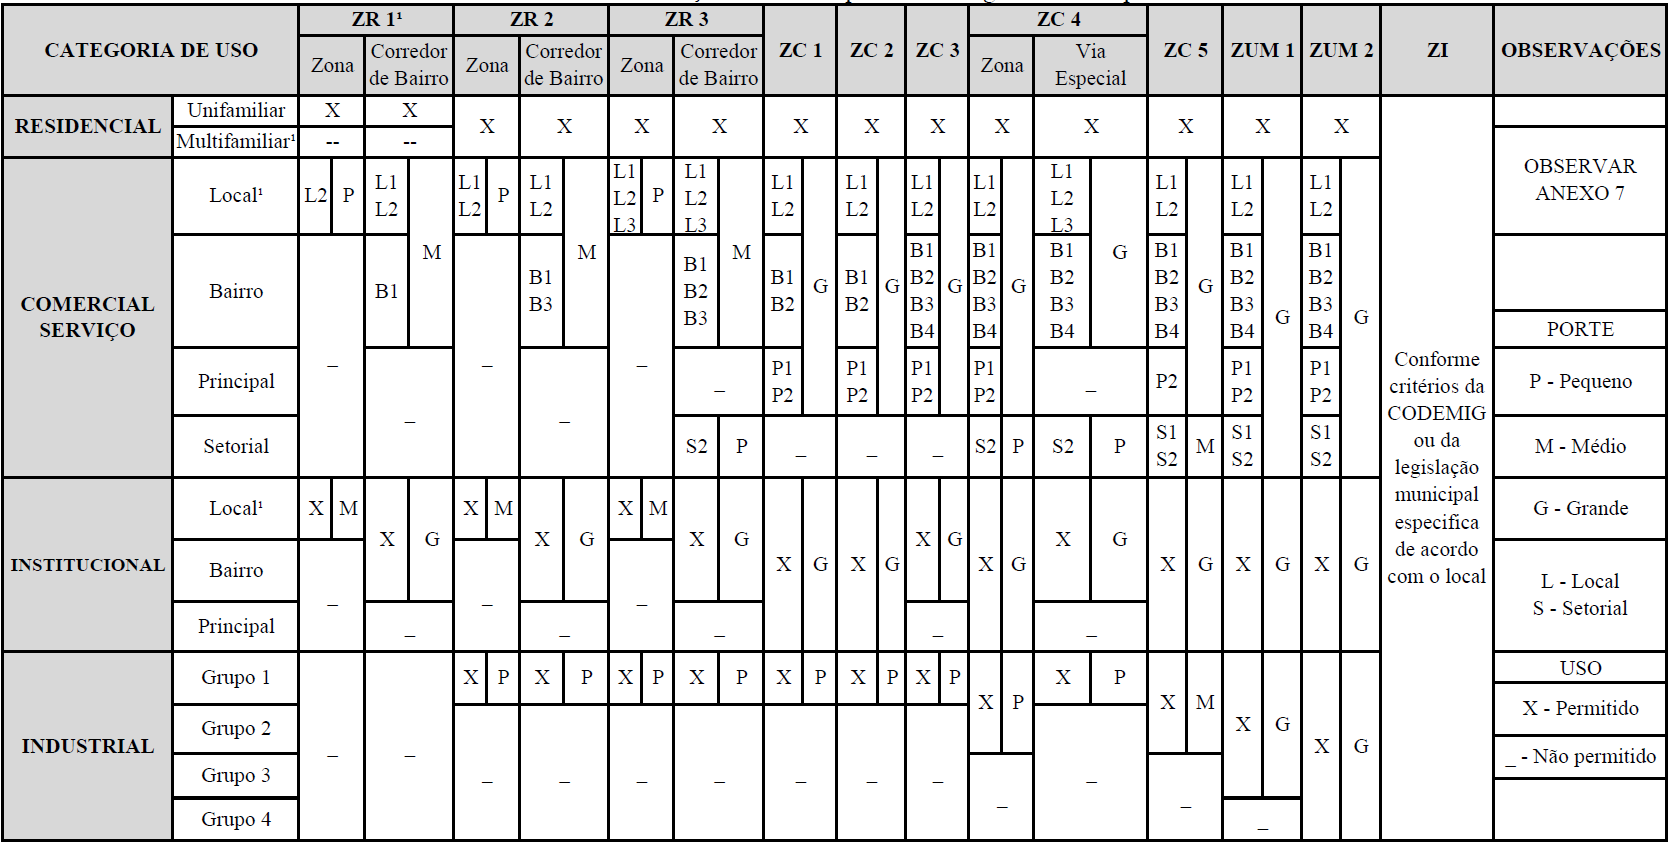 CATEGORIA DE USO
ZR 1¹
ZR 2
ZR 3
ZC 1
ZC 2
ZC 3
ZC 4
ZC 5
ZUM 1
ZUM 2
ZI
OBSERVAÇÕES
Zona
Corredor
de Bairro
Zona
Corredor
de Bairro
Zona
Corredor
de Bairro
Zona
Via
Especial
RESIDENCIAL
Unifamiliar
X
X
X
X
X
X
X
X
X
X
X
X
X
X
Multifamiliar¹
--
--
COMERCIAL
SERVIÇO
Local¹
L2
P
L1
L2
M
L1
L2
P
L1
L2
M
L1
L2
L3
P
L1
L2
L3
M
L1
L2
G
L1
L2
G
L1
L2
G
L1
L2
G
L1
L2
L3
G
L1
L2
G
L1
L2
G
L1
L2
G
OBSERVAR
ANEXO 7
Bairro
_
B1
_
B1
B3
_
B1
B2
B3
B1
B2
B1
B2
B1
B2
B3
B4
B1
B2
B3
B4
B1
B2
B3
B4
B1
B2
B3
B4
B1
B2
B3
B4
B1
B2
B3
B4
PORTE
Principal
_
_
_
P1
P2
P1
P2
P1
P2
P1
P2
_
P2
P1
P2
P1
P2
Conforme
critérios da
CODEMIG
ou da
legislação
municipal
especifica
de acordo
com o local
P - Pequeno
Setorial
S2
P
_
_
_
S2
P
S2
P
S1
S2
M
S1
S2
S1
S2
M - Médio
INSTITUCIONAL
Local¹
X
M
X
G
X
M
X
G
X
M
X
G
X
G
X
G
X
G
X
G
X
G
X
G
X
G
X
G
G - Grande
Bairro
_
_
_
L - Local
S - Setorial
Principal
_
_
_
_
_
INDUSTRIAL
Grupo 1
_
_
X
P
X
P
X
P
X
P
X
P
X
P
X
P
X
P
X
P
X
M
X
G
X
G
USO
Grupo 2
_
_
_
_
_
_
_
_
X - Permitido
Grupo 3
_
_
_ - Não permitido
Grupo 4
_